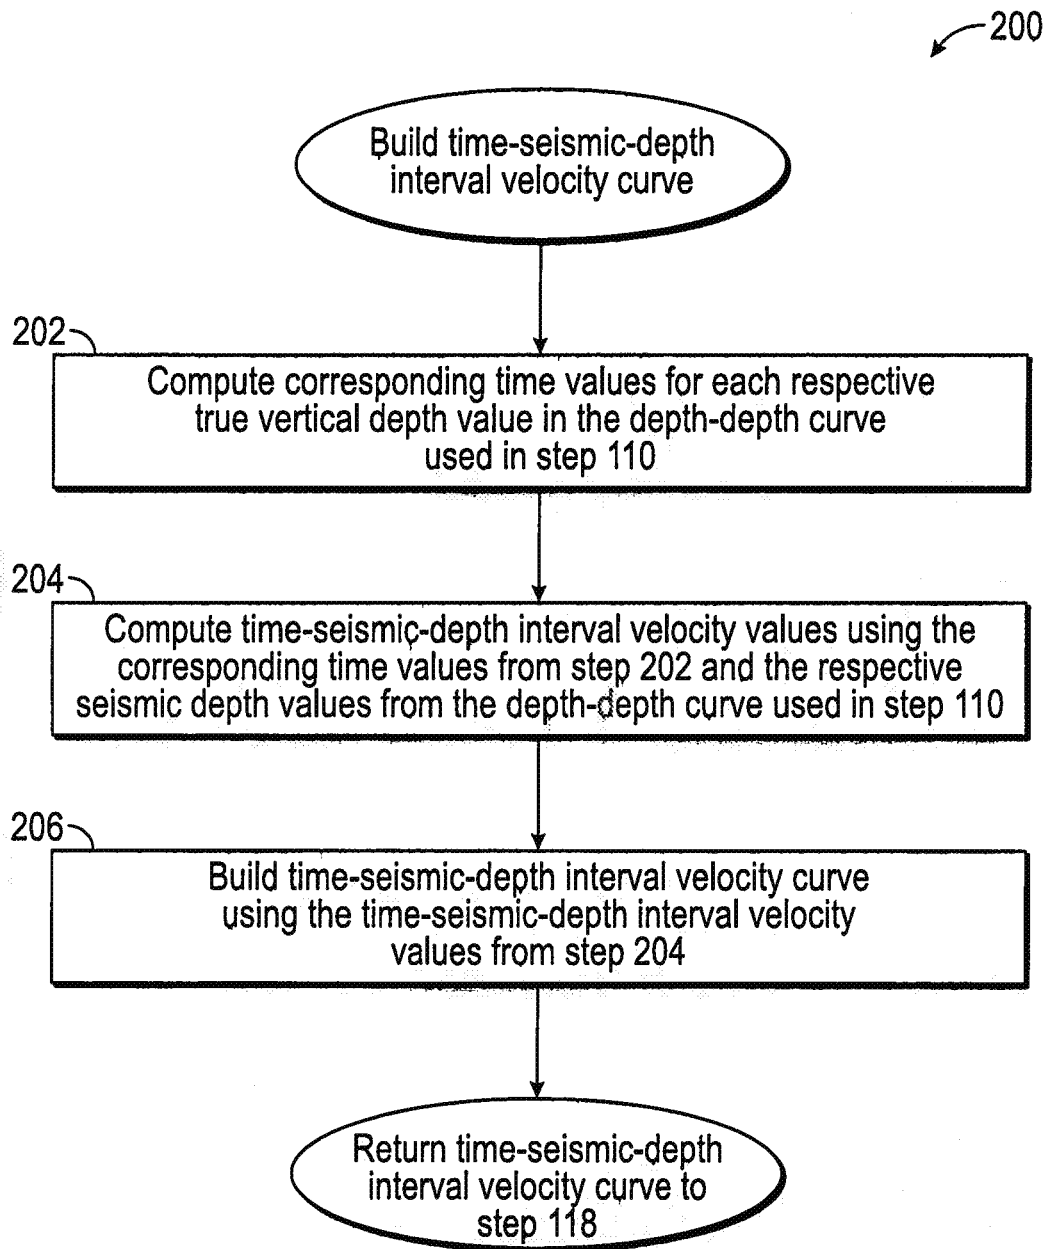 200
Build time-seismic-depth
interval velocity curve
202
Compute corresponding time values for each respective
true vertical depth value in the depth-depth curve
used in step 110
204
Compute time-seismic-depth interval velocity values using the
corresponding time values from step 202 and the respective
seismic depth values from the depth-depth curve used in step 110
206
Build time-seismic-depth interval velocity curve
using the time-seismic-depth interval velocity
values from step 204
Return time-seismic-depth
interval velocity curve to
step 118